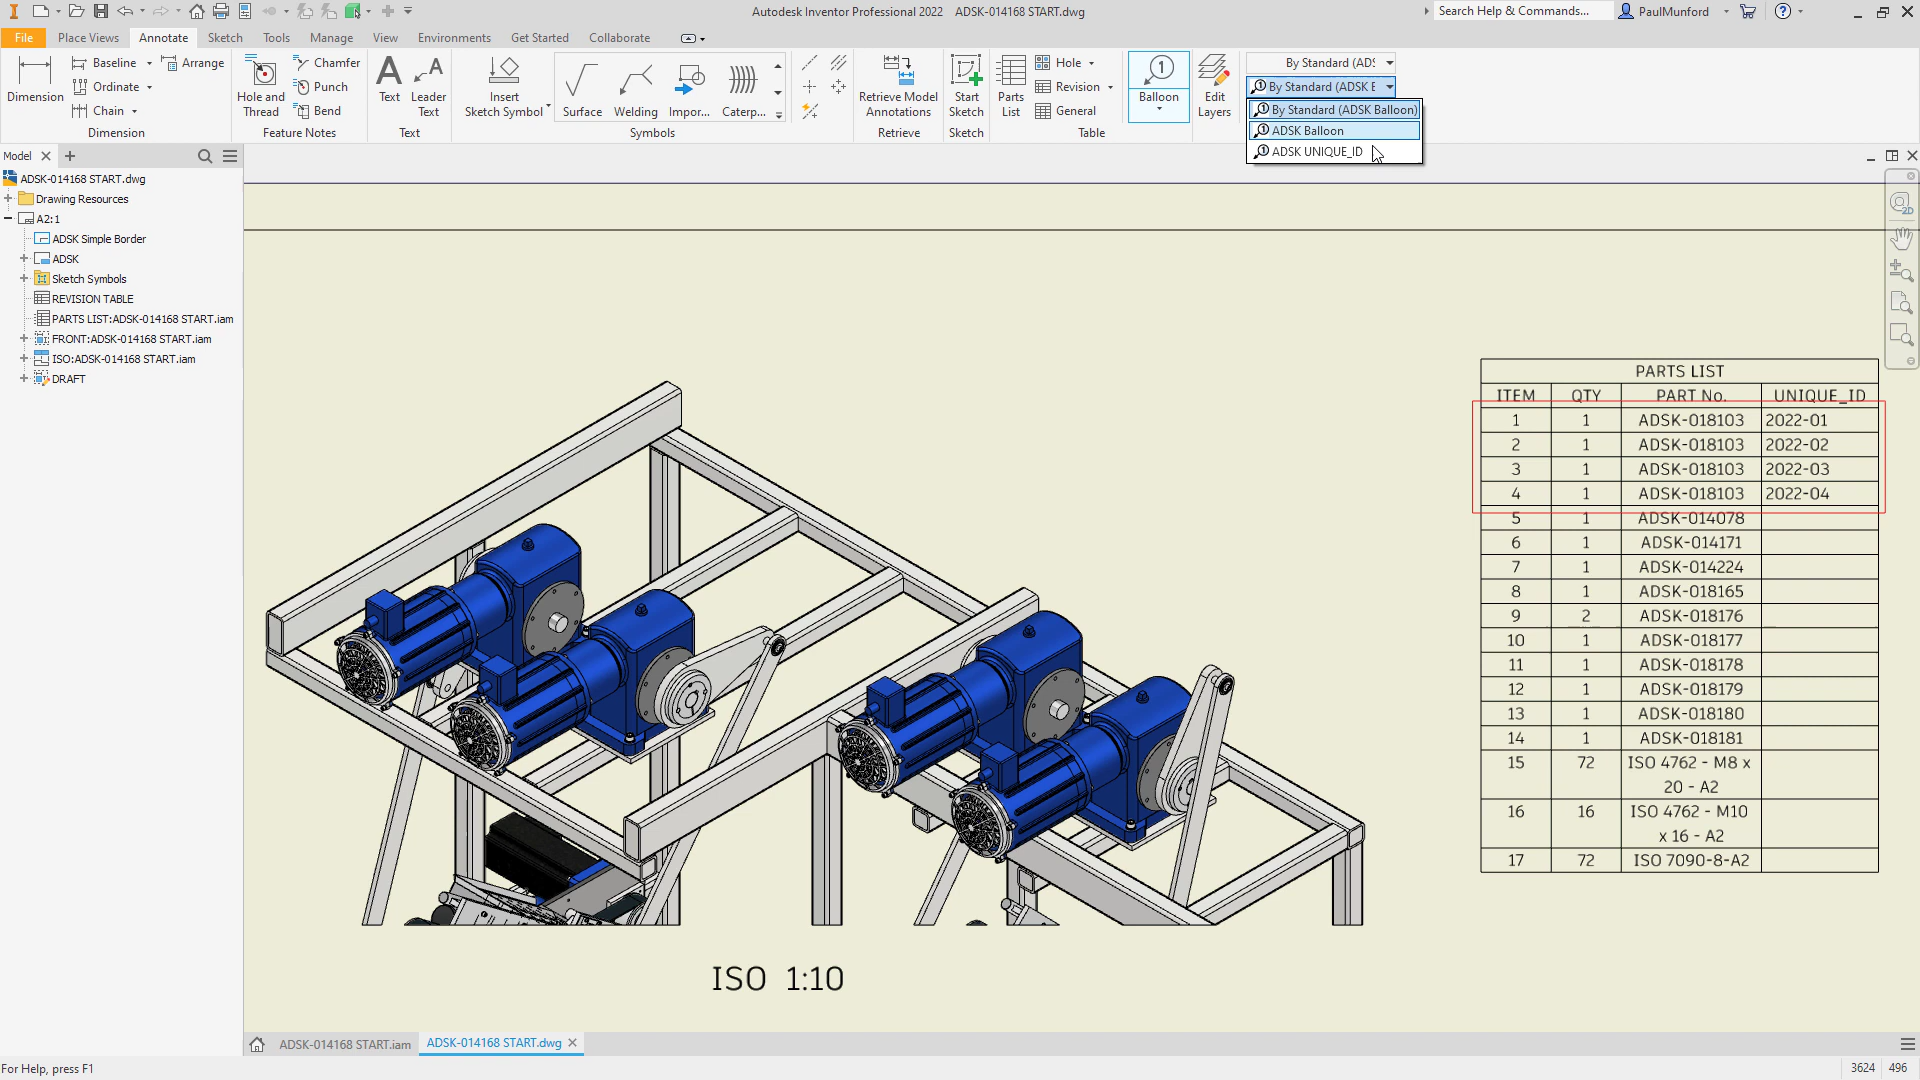 Autodesk Inventor Professional 2022 ADSK-014168 START.dwg
Search Help & Commands...
PaulMunford
File Place Views Annotate Sketch Tools Manage View Environments Get Started Collaborate
Dimension
Baseline
Ordinate
Chain
Arrange
Dimension
Hole and Thread
Chamfer
Punch
Bend
Feature Notes
Text
Leader Text
Text
Insert Sketch Symbol
Surface
Welding
Impor...
Caterp...
Symbols
Retrieve Model Annotations
Retrieve
Start Sketch
Sketch
Parts List
Hole
Revision
General
Table
Balloon
Edit Layers
By Standard (ADS
By Standard (ADSK B
By Standard (ADSK Balloon)
ADSK Balloon
ADSK UNIQUE_ID
Model
ADSK-014168 START.dwg
Drawing Resources
A2:1
ADSK Simple Border
ADSK
Sketch Symbols
REVISION TABLE
PARTS LIST:ADSK-014168 START.iam
FRONT:ADSK-014168 START.iam
ISO:ADSK-014168 START.iam
DRAFT
2D
PARTS LIST
ITEM QTY PART No. UNIQUE_ID
1 1 ADSK-018103 2022-01
2 1 ADSK-018103 2022-02
3 1 ADSK-018103 2022-03
4 1 ADSK-018103 2022-04
5 1 ADSK-014078
6 1 ADSK-014171
7 1 ADSK-014224
8 1 ADSK-018165
9 2 ADSK-018176
10 1 ADSK-018177
11 1 ADSK-018178
12 1 ADSK-018179
13 1 ADSK-018180
14 1 ADSK-018181
15 72 ISO 4762 - M8 x
20 - A2
16 16 ISO 4762 - M10
x 16 - A2
17 72 ISO 7090-8-A2
ISO 1:10
ADSK-014168 START.iam
ADSK-014168 START.dwg
For Help, press F1
3624 496